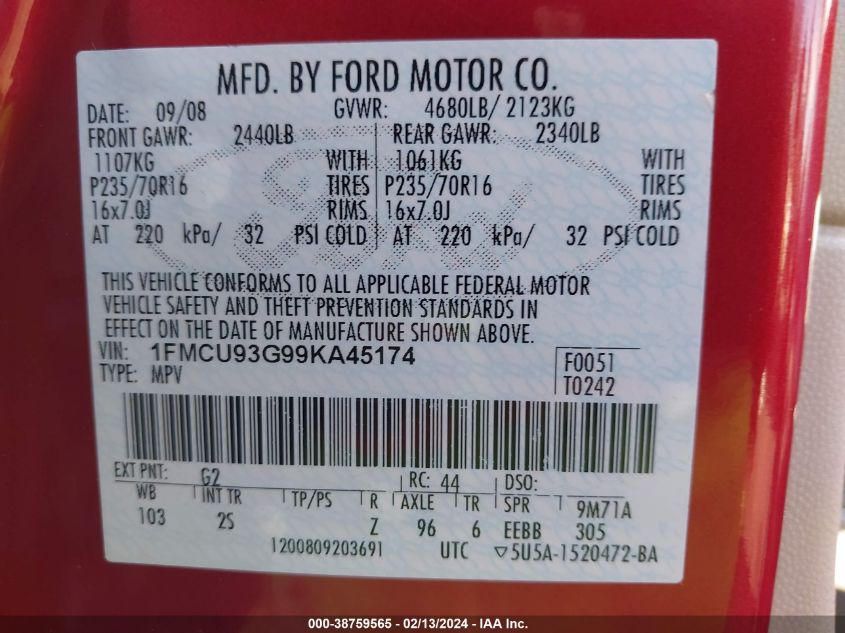 MFD. BY FORD MOTOR CO.
DATE: 09/08 GVWR: 4680LB/ 2123KG
FRONT GAWR: 2440LB REAR GAWR: 2340LB
1107KG WITH 1061KG WITH
P235/70R16 TIRES P235/70R16 TIRES
16x7.0J RIMS 16x7.0J RIMS
AT 220 kPa/ 32 PSI COLD AT 220 kPa/ 32 PSI COLD
THIS VEHICLE CONFORMS TO ALL APPLICABLE FEDERAL MOTOR
VEHICLE SAFETY AND THEFT PREVENTION STANDARDS IN
EFFECT ON THE DATE OF MANUFACTURE SHOWN ABOVE.
VIN: 1FMCU93G99KA45174 F0051
TYPE: MPV T0242
EXT PNT: G2 RC: 44 DSO:
WB INT TR TP/PS R AXLE TR SPR 9M71A
103 2S Z 96 6 EEBB 305
1200809203691 UTC ▽5U5A-1520472-BA
Ford
000-38759565 - 02/13/2024 - IAA Inc.